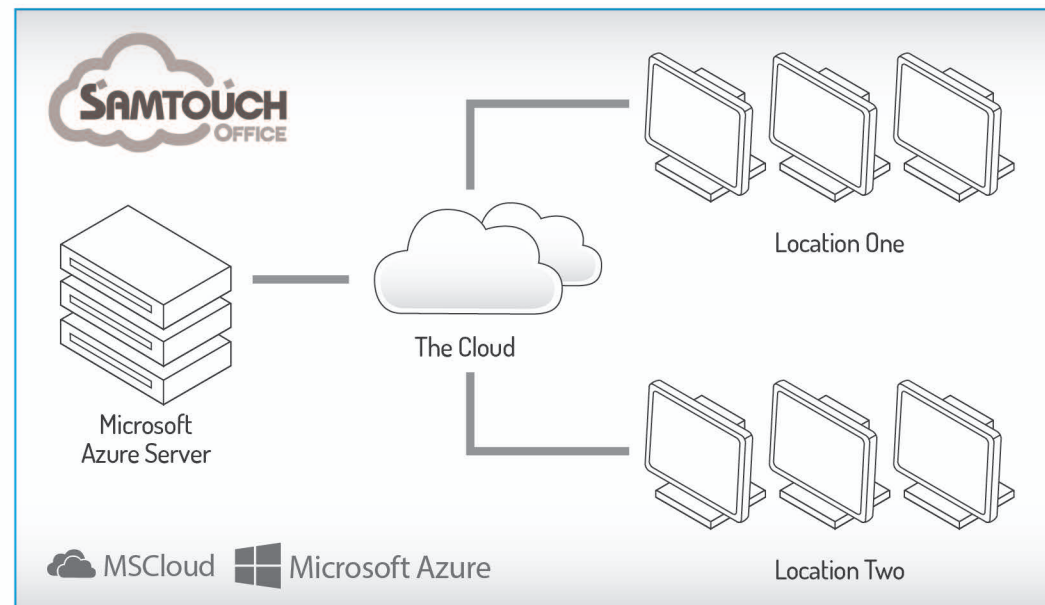 SAMTOUCH
OFFICE
Location One
The Cloud
Microsoft
Azure Server
MSCloud
Microsoft Azure
Location Two